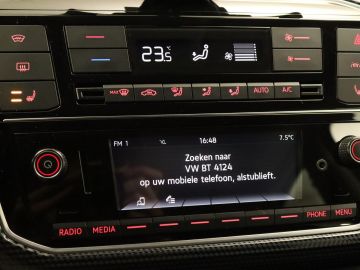 23.5
MAX
AUTO
A/C
FM 1
16:48
7.5°C
Zoeken naar
VW BT 4124
op uw mobiele telefoon, alstublieft.
RADIO
MEDIA
PHONE
MENU